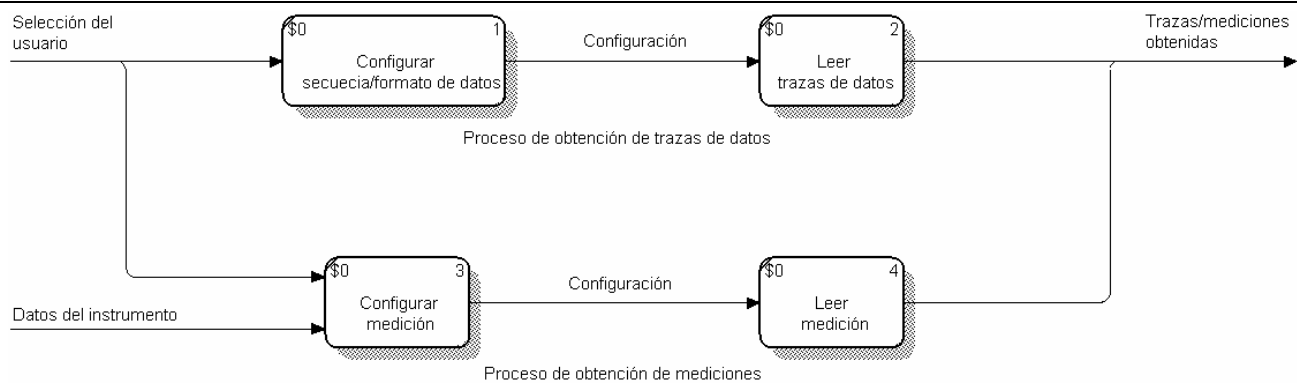 Selección del
usuario
$0
1
Configurar
secuecia/formato de datos
Configuración
$0
2
Leer
trazas de datos
Trazas/mediciones
obtenidas
Proceso de obtención de trazas de datos
Datos del instrumento
$0
3
Configurar
medición
Configuración
$0
4
Leer
medición
Proceso de obtención de mediciones